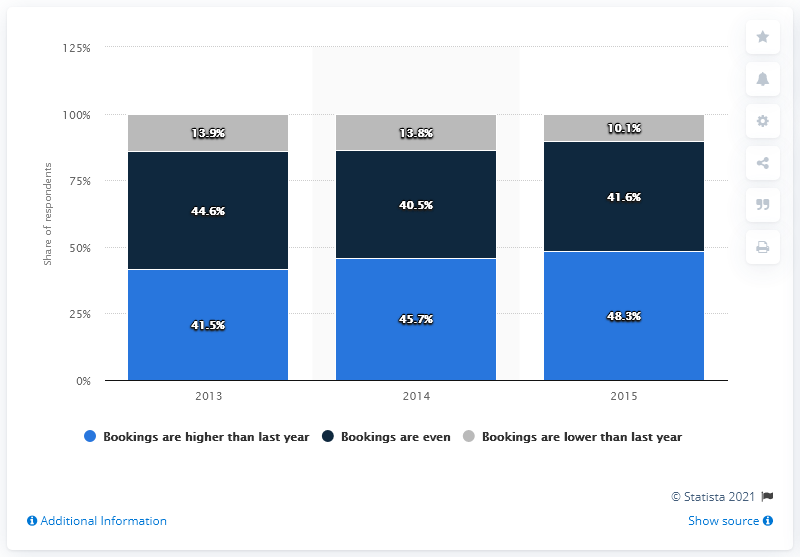 125%
100%
75%
50%
25%
0%
Share of respondents
13.9% 13.8% 10.1%
44.6% 40.5% 41.6%
41.5% 45.7% 48.3%
2013 2014 2015
Bookings are higher than last year Bookings are even Bookings are lower than last year
© Statista 2021
Additional Information Show source